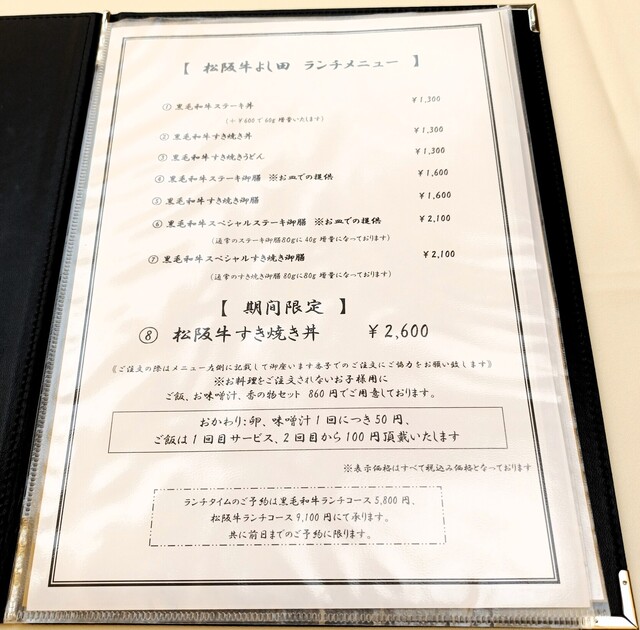 【 松阪牛よし田 ランチメニュー 】
① 黒毛和牛ステーキ丼 ￥1,300
(＋￥600で60g増量いたします)
② 黒毛和牛すき焼き丼 ￥1,300
③ 黒毛和牛すき焼きうどん ￥1,300
④ 黒毛和牛ステーキ御膳 ※お皿での提供 ￥1,600
⑤ 黒毛和牛すき焼き御膳 ￥1,600
⑥ 黒毛和牛スペシャルステーキ御膳 ※お皿での提供 ￥2,100
(通常のステーキ御膳80gに40g増量になっております)
⑦ 黒毛和牛スペシャルすき焼き御膳 ￥2,100
(通常のすき焼き御膳80gに80g増量になっております)
【 期間限定 】
⑧ 松阪牛すき焼き丼 ￥2,600
《ご注文の際はメニュー左側に記載して御座います番号でのご注文にご協力をお願い致します》
※お料理をご注文されないお子様用に
ご飯、お味噌汁、香の物セット 860円でご用意しております。
おかわり:卵、味噌汁1回につき50円、
ご飯は1回目サービス、2回目から100円頂戴いたします
※表示価格はすべて税込み価格となっております
ランチタイムのご予約は黒毛和牛ランチコース5,800円、
松阪牛ランチコース9,100円にて承ります。
共に前日までのご予約に限ります。